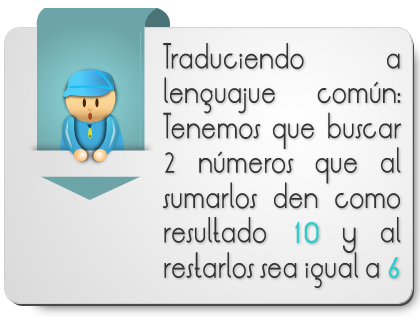 Traduciendo a
lenguajue común:
Tenemos que buscar
2 números que al
sumarlos den como
resultado 10 y al
restarlos sea igual a 6